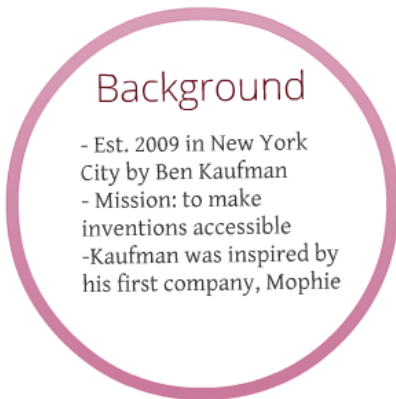 Background
- Est. 2009 in New York
City by Ben Kaufman
- Mission: to make
inventions accessible
-Kaufman was inspired by
his first company, Mophie